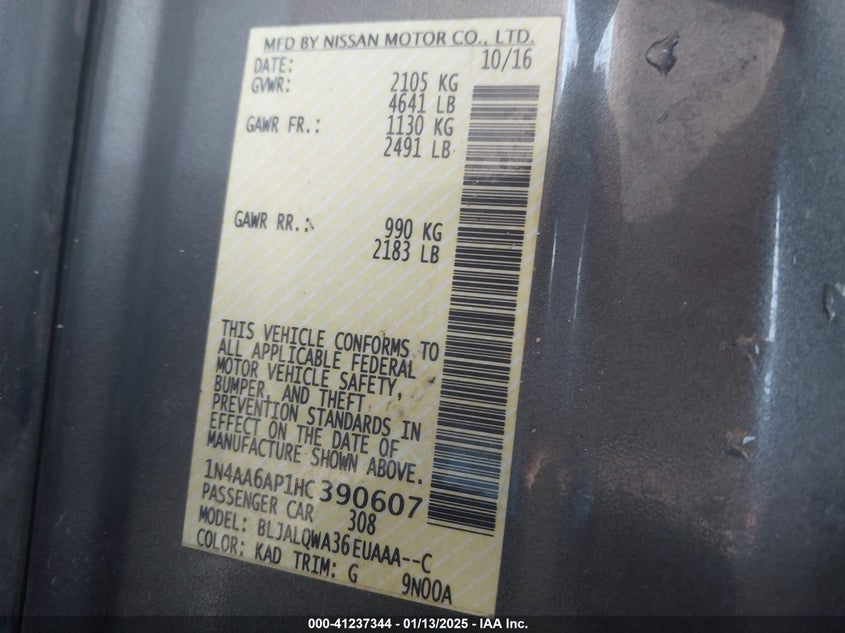 MFD BY NISSAN MOTOR CO., LTD.
DATE: 10/16
GVWR: 2105 KG
4641 LB
GAWR FR.: 1130 KG
2491 LB
GAWR RR.: 990 KG
2183 LB
THIS VEHICLE CONFORMS TO
ALL APPLICABLE FEDERAL
MOTOR VEHICLE SAFETY,
BUMPER, AND THEFT
PREVENTION STANDARDS IN
EFFECT ON THE DATE OF
MANUFACTURE SHOWN ABOVE.
1N4AA6AP1HC390607
PASSENGER CAR 308
MODEL: BLJALQWA36EUAAA--C
COLOR: KAD TRIM: G 9N00A
000-41237344 - 01/13/2025 - IAA Inc.